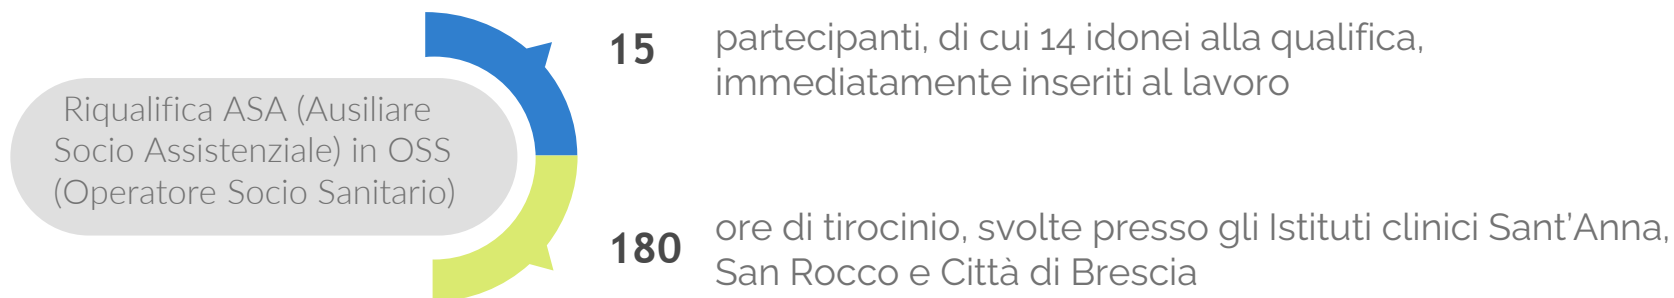 Riqualifica ASA (Ausiliare
Socio Assistenziale) in OSS
(Operatore Socio Sanitario)
15
partecipanti, di cui 14 idonei alla qualifica,
immediatamente inseriti al lavoro
180
ore di tirocinio, svolte presso gli Istituti clinici Sant'Anna,
San Rocco e Città di Brescia